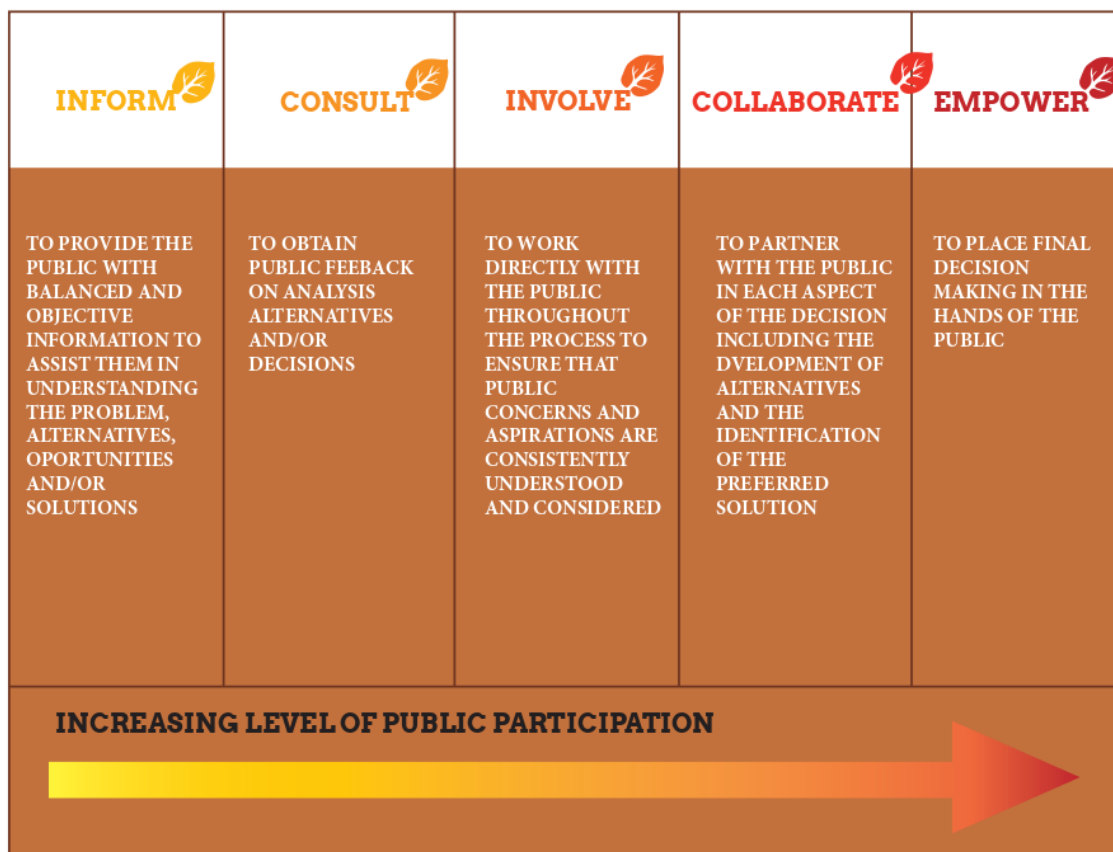 INFORM
CONSULT
INVOLVE
COLLABORATE
EMPOWER
TO PROVIDE THE
PUBLIC WITH
BALANCED AND
OBJECTIVE
INFORMATION TO
ASSIST THEM IN
UNDERSTANDING
THE PROBLEM,
ALTERNATIVES,
OPORTUNITIES
AND/OR
SOLUTIONS
TO OBTAIN
PUBLIC FEEBACK
ON ANALYSIS
ALTERNATIVES
AND/OR
DECISIONS
TO WORK
DIRECTLY WITH
THE PUBLIC
THROUGHOUT
THE PROCESS TO
ENSURE THAT
PUBLIC
CONCERNS AND
ASPIRATIONS ARE
CONSISTENTLY
UNDERSTOOD
AND CONSIDERED
TO PARTNER
WITH THE PUBLIC
IN EACH ASPECT
OF THE DECISION
INCLUDING THE
DVELOPMENT OF
ALTERNATIVES
AND THE
IDENTIFICATION
OF THE
PREFERRED
SOLUTION
TO PLACE FINAL
DECISION
MAKING IN THE
HANDS OF THE
PUBLIC
INCREASING LEVEL OF PUBLIC PARTICIPATION